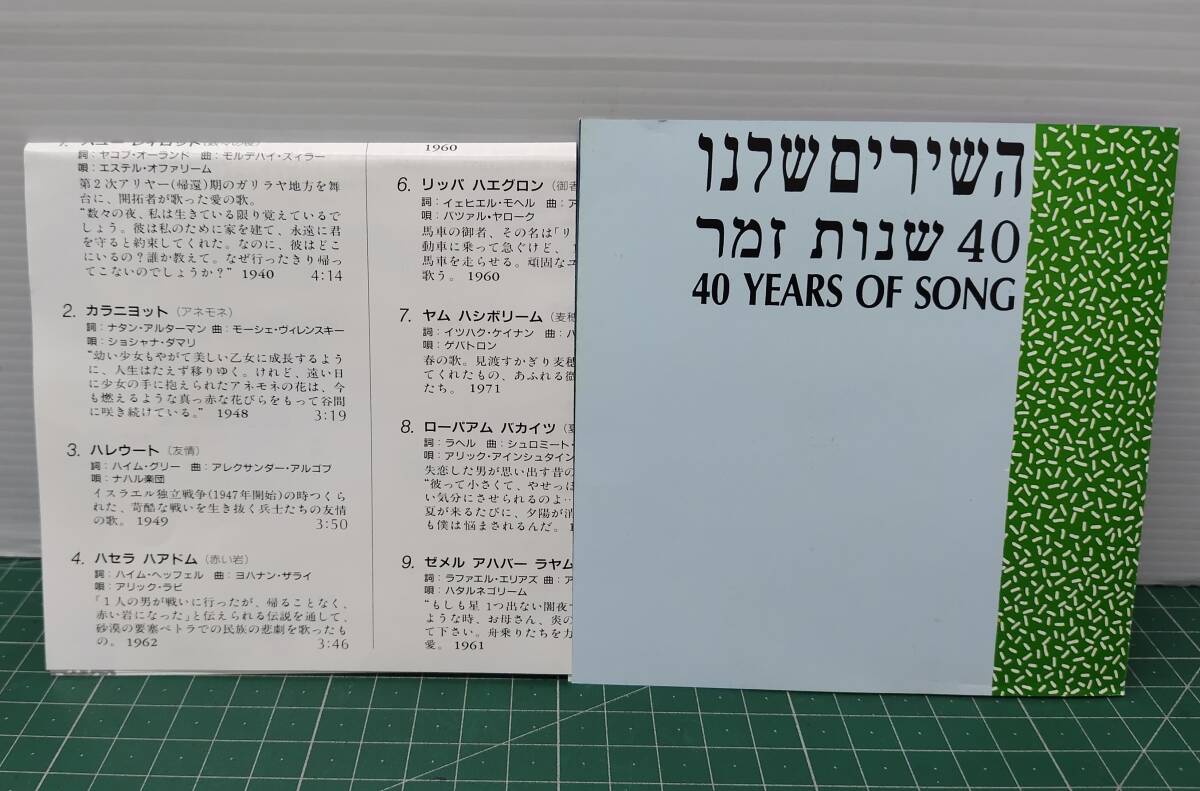 詞：ヤコブ・オーランド 曲：モルデハイ・ズィラー
唄：エステル・オファリーム
第2次アリヤー(帰還)期のガリラヤ地方を舞
台に、開拓者が歌った愛の歌。
“数々の夜、私は生きている限り覚えているで
しょう。彼は私のために家を建て、永遠に君
を守ると約束してくれた。なのに、彼はどこ
にいるの？誰か教えて。なぜ行ったきり帰っ
てこないのでしょうか？” 1940 4:14
2. カラニヨット（アネモネ）
詞：ナタン・アルターマン 曲：モーシェ・ヴィレンスキー
唄：ショシャナ・ダマリ
“幼い少女もやがて美しい乙女に成長するよう
に、人生はたえず移りゆく。けれど、遠い日
に少女の手に抱えられたアネモネの花は、今
も燃えるような真っ赤な花びらをもって谷間
に咲き続けている。” 1948 3:19
3. ハレウート（友情）
詞：ハイム・グリー 曲：アレクサンダー・アルゴブ
唄：ナハル楽団
イスラエル独立戦争(1947年開始)の時つくら
れた、苛酷な戦いを生き抜く兵士たちの友情
の歌。 1949 3:50
4. ハセラ ハアドム（赤い岩）
詞：ハイム・ヘッフェル 曲：ヨハナン・ザライ
唄：アリック・ラビ
「1人の男が戦いに行ったが、帰ることなく、
赤い岩になった」と伝えられる伝説を通して、
砂漠の要塞ペトラでの民族の悲劇を歌ったも
の。 1962 3:46
1960
6. リッパ ハエグロン（御者
詞：イェヒエル・モヘル 曲：ア
唄：バツァル・ヤローク
馬車の御者、その名は「リ
動車に乗って急ぐけど、
馬車を走らせる。頑固なユ
歌う。 1960
7. ヤム ハシボリーム（麦穂
詞：イツハク・ケイナン 曲：ハ
唄：ゲバトロン
春の歌。見渡すかぎり麦穂
てくれたもの、あふれる微
たち。 1971
8. ローバアム バカイツ（夏
詞：ラヘル 曲：シュロミート・
唄：アリック・アインシュタイン
失恋した男が思い出す昔の
“彼って小さくて、やせっぽ
い気分にさせられるのよ…
夏が来るたびに、夕陽が消
も僕は悩まされるんだ。
9. ゼメル アハバー ラヤム
詞：ラファエル・エリアズ 曲：ア
唄：ハタルネゴリーム
“もしも星1つ出ない闇夜で
ような時、お母さん、炎の
て下さい。舟乗りたちを力
愛。 1961
השירים שלנו
40 שנות זמר
40 YEARS OF SONG